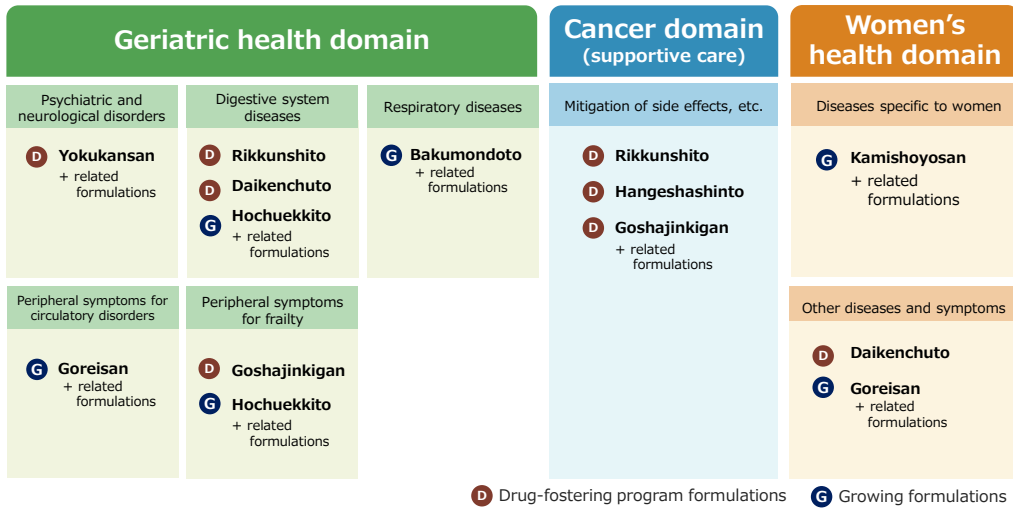 Geriatric health domain
Psychiatric and
neurological disorders
D Yokukansan
+ related
formulations
Digestive system
diseases
D Rikkunshito
D Daikenchuto
G Hochuekkito
+ related
formulations
Respiratory diseases
G Bakumondoto
+ related
formulations
Peripheral symptoms for
circulatory disorders
G Goreisan
+ related
formulations
Peripheral symptoms
for frailty
D Goshajinkigan
G Hochuekkito
+ related
formulations
Cancer domain
(supportive care)
Mitigation of side effects, etc.
D Rikkunshito
D Hangeshashinto
D Goshajinkigan
+ related
formulations
Women's
health domain
Diseases specific to women
G Kamishoyosan
+ related
formulations
Other diseases and symptoms
D Daikenchuto
G Goreisan
+ related
formulations
D Drug-fostering program formulations
G Growing formulations